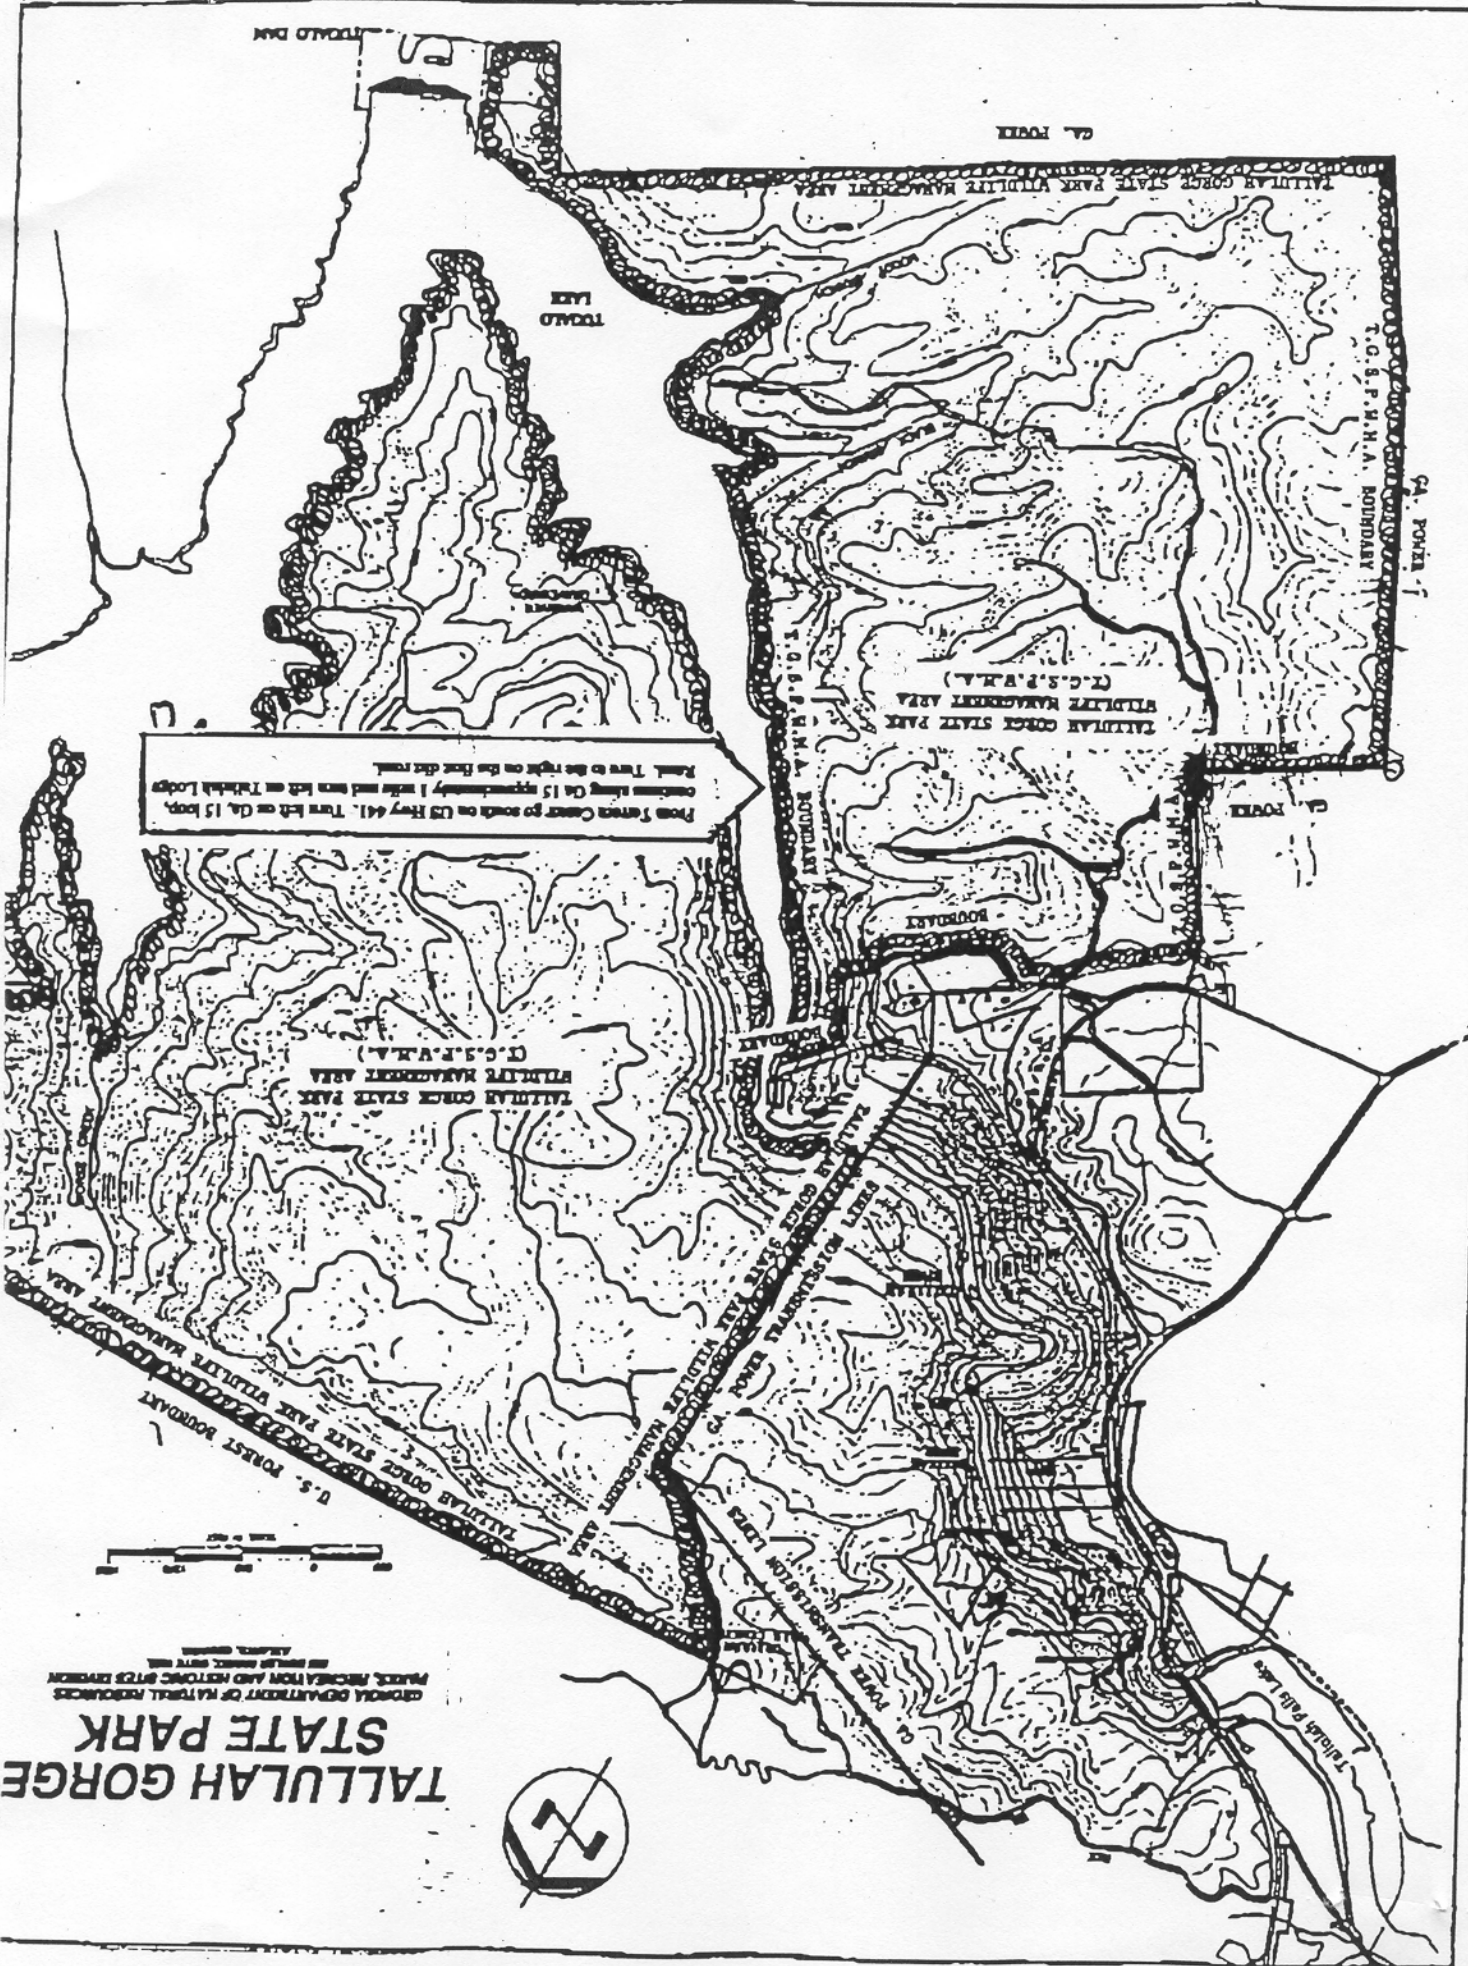 TALLULAH GORGE
STATE PARK
GEORGIA DEPARTMENT OF NATURAL RESOURCES
PARKS, RECREATION AND HISTORIC SITES DIVISION
N
Tallulah Falls Lake
GA. POWER TRANSMISSION LINES
U.S. FOREST BOUNDARY
TALLULAH GORGE STATE PARK WILDLIFE MANAGEMENT AREA
GA. POWER TRANSMISSION LINES
TALLULAH GORGE STATE PARK WILDLIFE MANAGEMENT AREA
TALLULAH GORGE STATE PARK
WILDLIFE MANAGEMENT AREA
(T.G.S.P.W.M.A.)
BOUNDARY
BOUNDARY
T.G.S.P.W.M.A.
GA. POWER
BOUNDARY
From Terrora Center go south on US Hwy 441. Turn left on Ga. 15 loop,
continue along Ga 15 approximately 1 mile and turn left on Tallulah Lodge
Road. Turn to the right on the first dirt road.
T.G.S.P.W.M.A. BOUNDARY
TALLULAH GORGE STATE PARK
WILDLIFE MANAGEMENT AREA
(T.G.S.P.W.M.A.)
GA. POWER
T.G.S.P.W.M.A. BOUNDARY
BLACK BRANCH
MOODY BRANCH
TUGALO
LAKE
TALLULAH GORGE STATE PARK WILDLIFE MANAGEMENT AREA
GA. POWER
TUGALO DAM